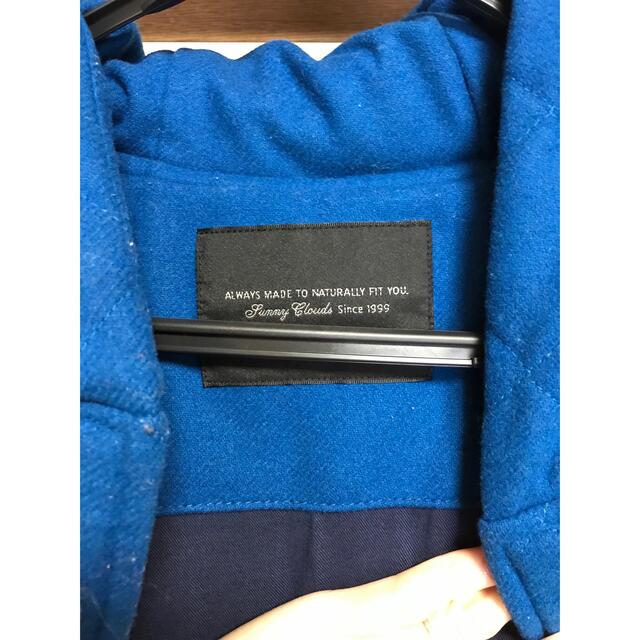 ALWAYS MADE TO NATURALLY FIT YOU.
Sunny Clouds Since 1999